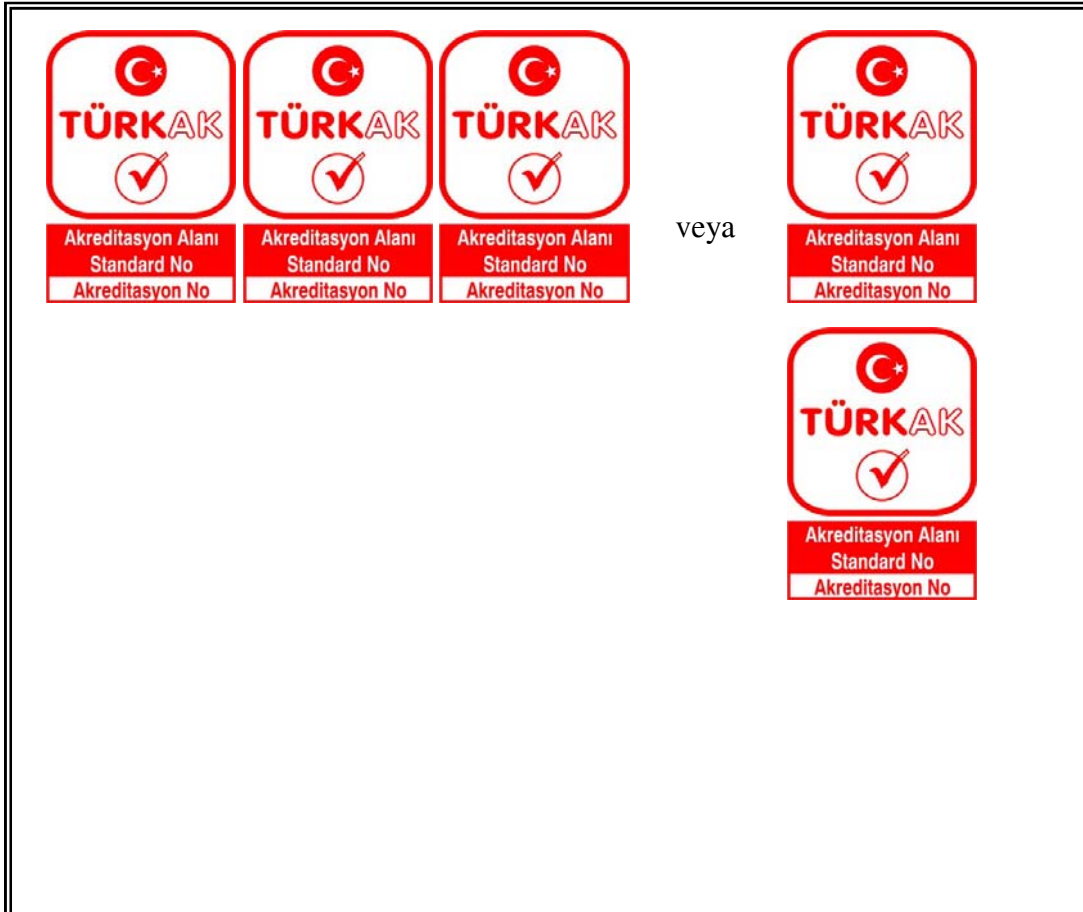 TÜRKAK TÜRKAK TÜRKAK
Akreditasyon Alanı Akreditasyon Alanı Akreditasyon Alanı
Standard No Standard No Standard No
Akreditasyon No Akreditasyon No Akreditasyon No
veya
TÜRKAK
Akreditasyon Alanı
Standard No
Akreditasyon No
TÜRKAK
Akreditasyon Alanı
Standard No
Akreditasyon No